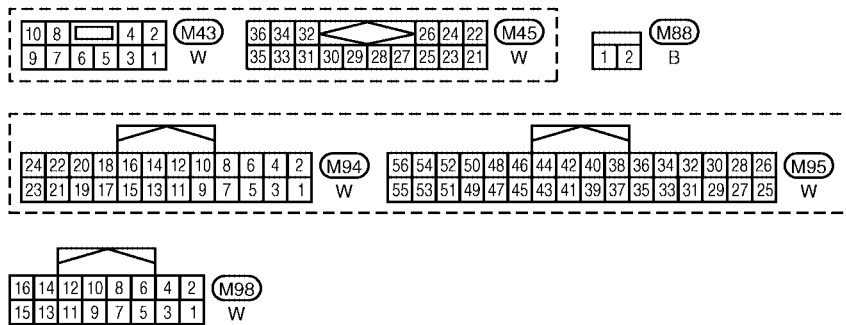 10 8 4 2 M43
9 7 6 5 3 1 W
36 34 32 26 24 22 M45
35 33 31 30 29 28 27 25 23 21 W
M88
1 2 B
24 22 20 18 16 14 12 10 8 6 4 2 M94
23 21 19 17 15 13 11 9 7 5 3 1 W
56 54 52 50 48 46 44 42 40 38 36 34 32 30 28 26 M95
55 53 51 49 47 45 43 41 39 37 35 33 31 29 27 25 W
16 14 12 10 8 6 4 2 M98
15 13 11 9 7 5 3 1 W